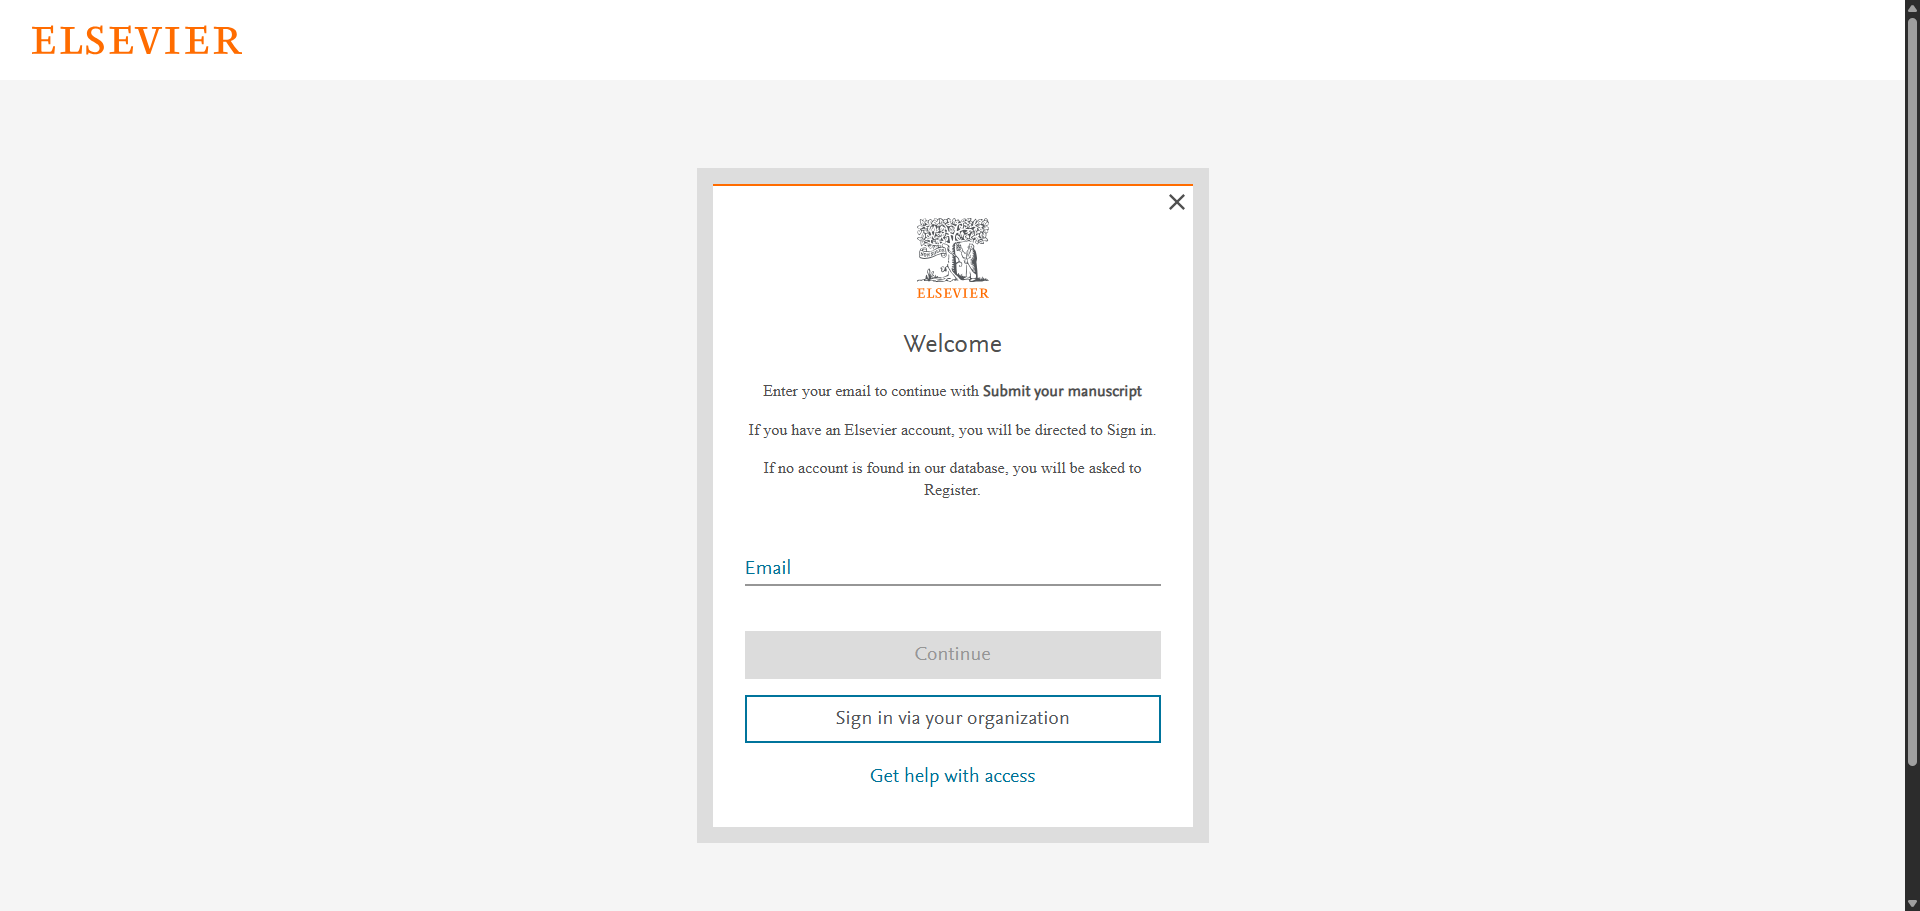 ELSEVIER
ELSEVIER
Welcome
Enter your email to continue with Submit your manuscript
If you have an Elsevier account, you will be directed to Sign in.
If no account is found in our database, you will be asked to
Register.
Email
Continue
Sign in via your organization
Get help with access